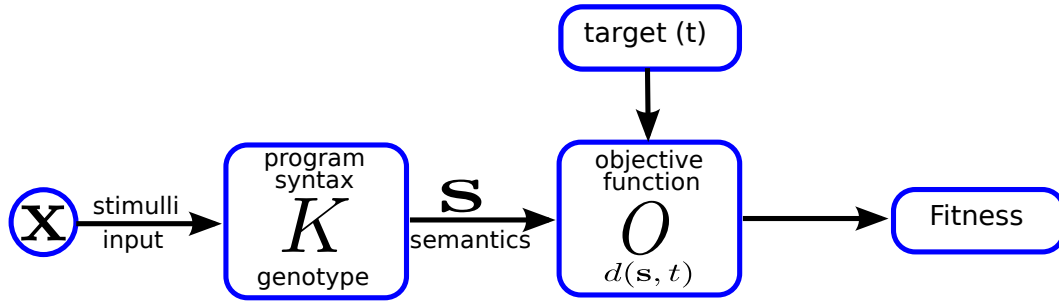 target (t)
x
stimulli
input
program
syntax
K
genotype
s
semantics
objective
function
O
d(s, t)
Fitness